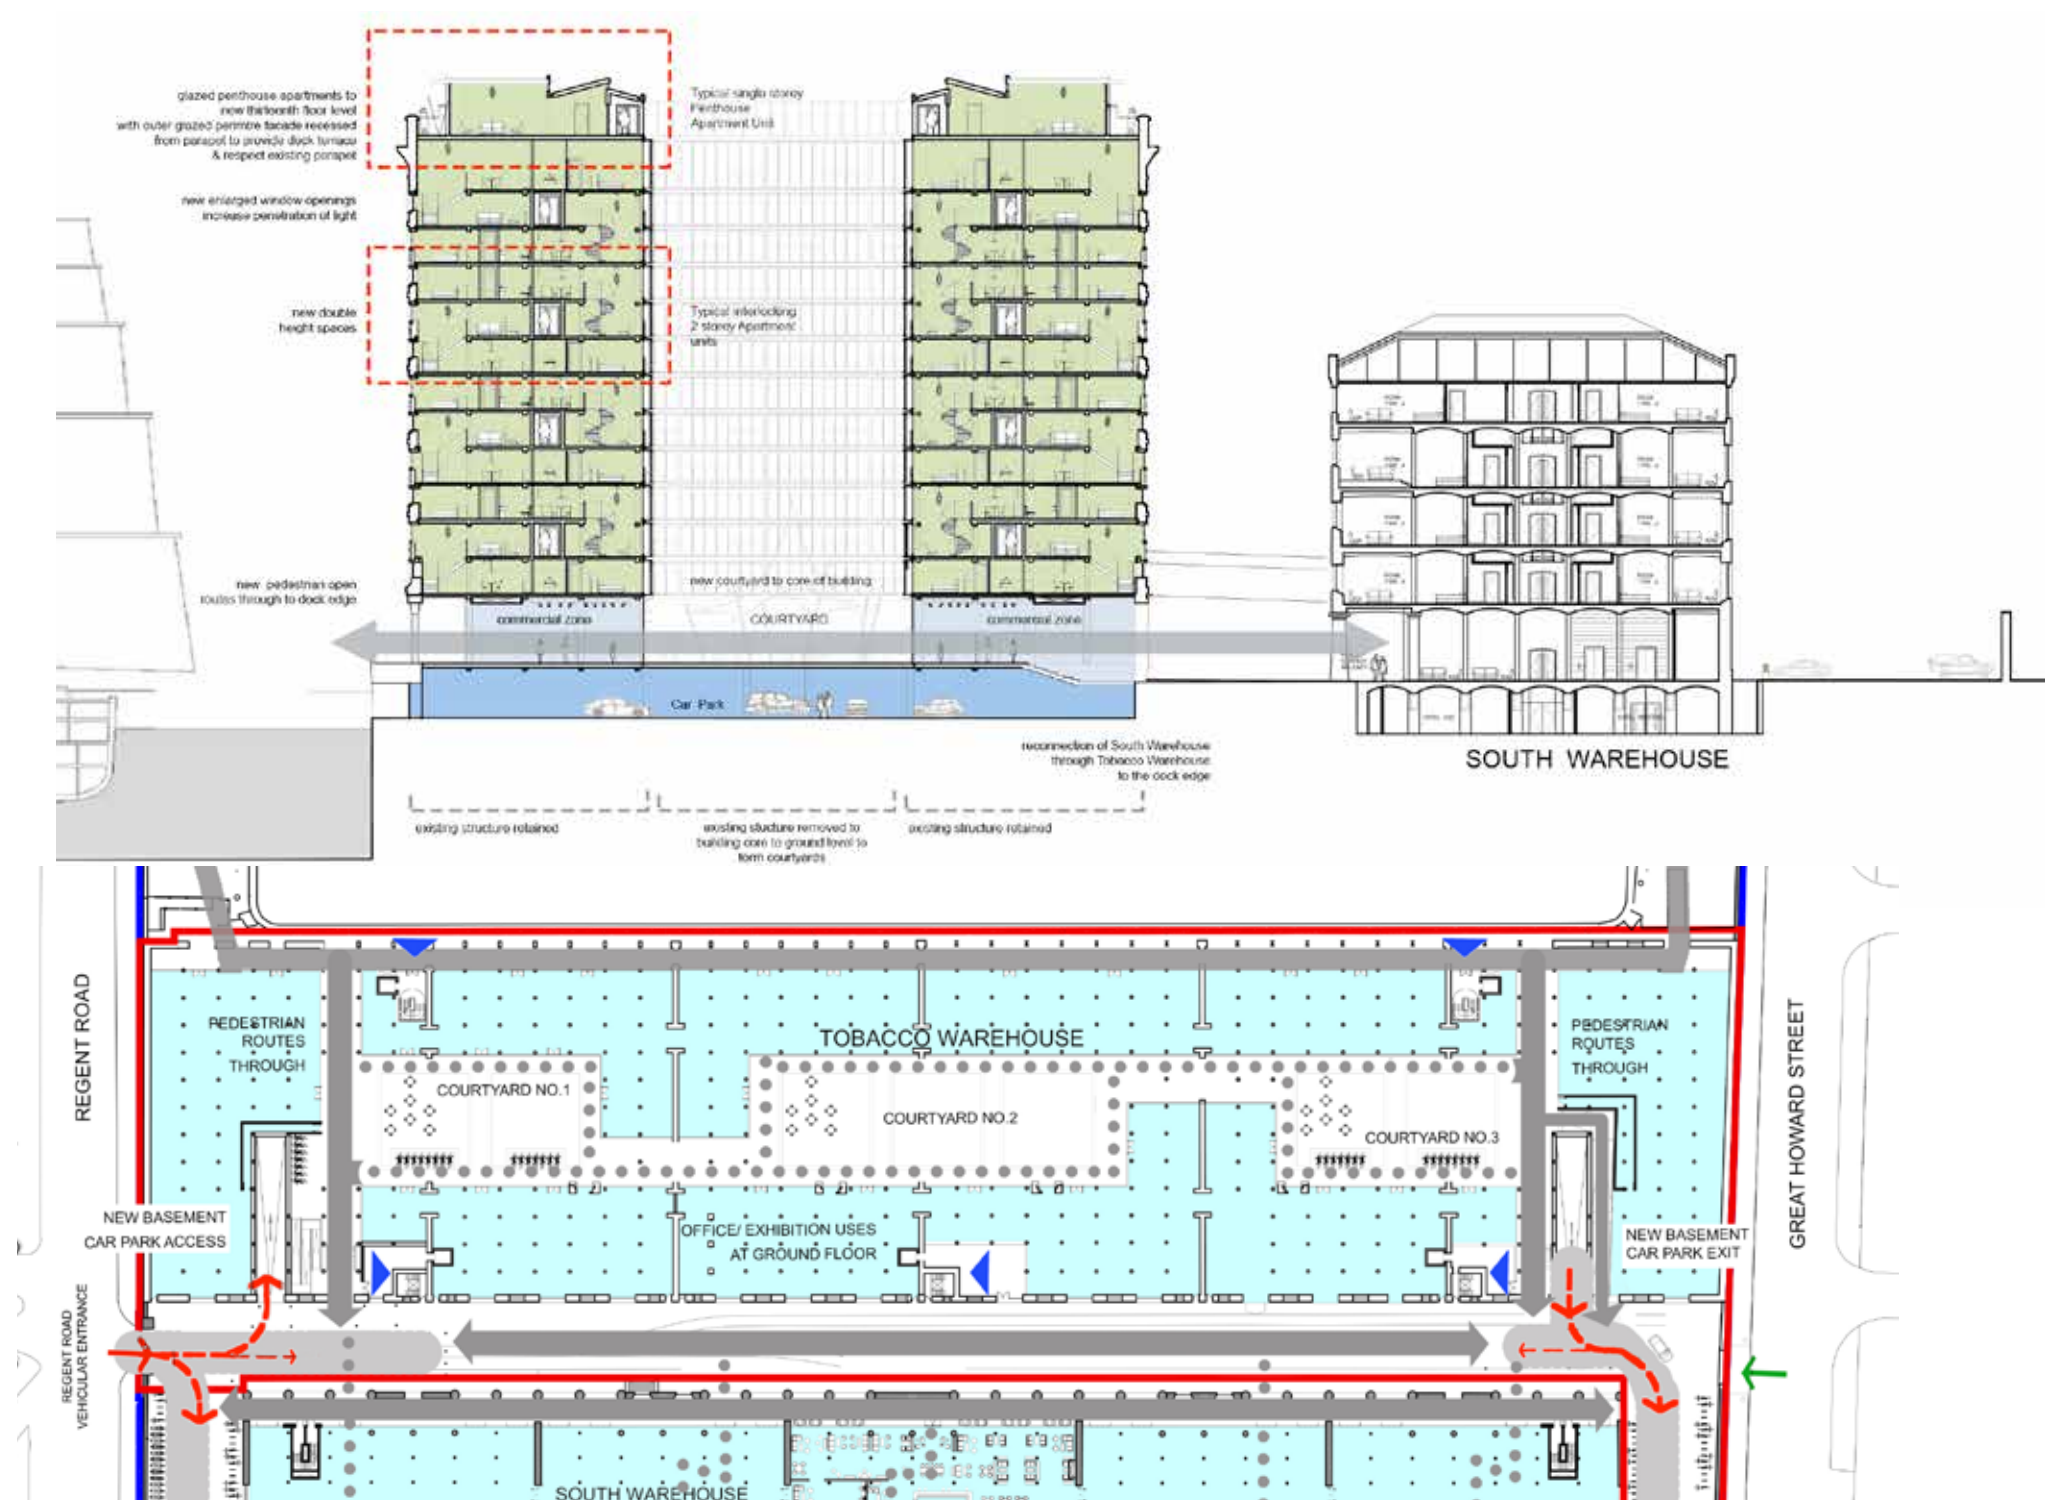 glazed penthouse apartments to
new thirteenth floor level
with outer glazed perimtre facade recessed
from parapet to provide deck terrace
& respect existing parapet
Typical single storey
Penthouse
Apartment Unit
new enlarged window openings
increase penetration of light
new double
height spaces
Typical interlocking
2 storey Apartment
units
new pedestrian open
routes through to dock edge
new courtyard to core of building
commercial zone
COURTYARD
commercial zone
Car Park
reconnection of South Warehouse
through Tobacco Warehouse
to the dock edge
SOUTH WAREHOUSE
existing structure retained
existing stucture removed to
building core to ground level to
form courtyards
existing structure retained
REGENT ROAD
PEDESTRIAN
ROUTES
THROUGH
TOBACCO WAREHOUSE
PEDESTRIAN
ROUTES
THROUGH
COURTYARD NO.1
COURTYARD NO.2
COURTYARD NO.3
GREAT HOWARD STREET
NEW BASEMENT
CAR PARK ACCESS
OFFICE/ EXHIBITION USES
AT GROUND FLOOR
NEW BASEMENT
CAR PARK EXIT
REGENT ROAD
VEHICULAR ENTRANCE
SOUTH WAREHOUSE